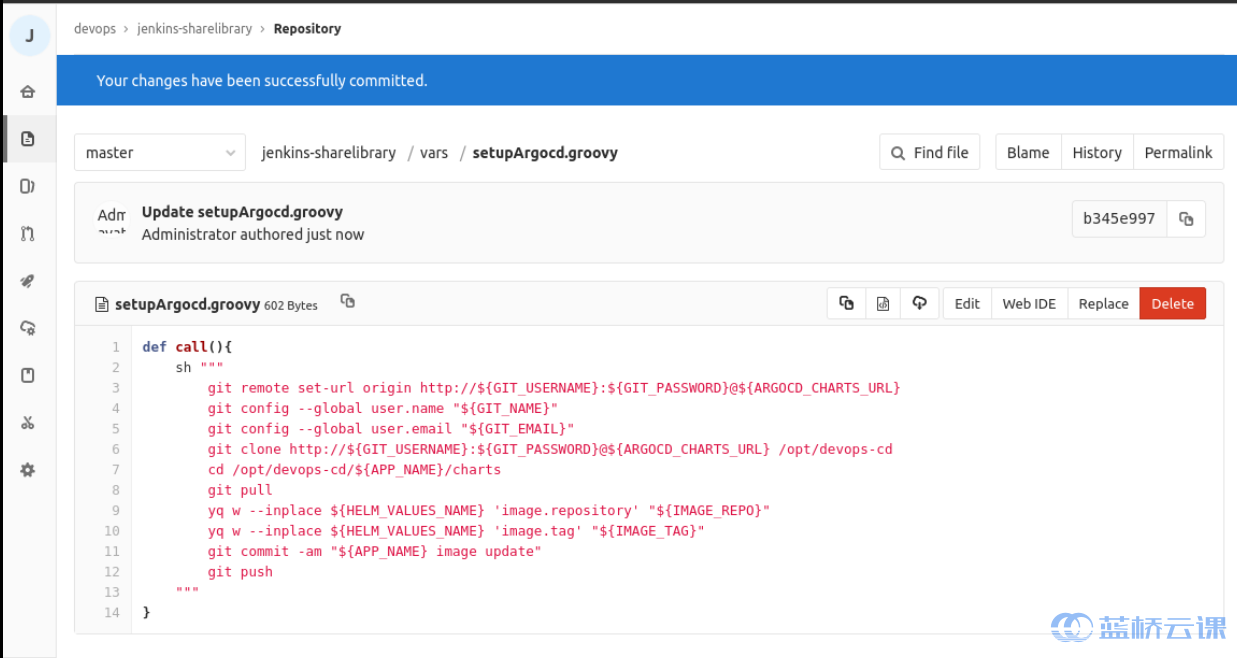 J
devops › jenkins-sharelibrary › Repository
Your changes have been successfully committed.
master jenkins-sharelibrary / vars / setupArgocd.groovy Find file Blame History Permalink
Update setupArgocd.groovy
Administrator authored just now
b345e997
setupArgocd.groovy 602 Bytes Edit Web IDE Replace Delete
1 def call(){
2     sh """
3         git remote set-url origin http://${GIT_USERNAME}:${GIT_PASSWORD}@${ARGOCD_CHARTS_URL}
4         git config --global user.name "${GIT_NAME}"
5         git config --global user.email "${GIT_EMAIL}"
6         git clone http://${GIT_USERNAME}:${GIT_PASSWORD}@${ARGOCD_CHARTS_URL} /opt/devops-cd
7         cd /opt/devops-cd/${APP_NAME}/charts
8         git pull
9         yq w --inplace ${HELM_VALUES_NAME} 'image.repository' "${IMAGE_REPO}"
10         yq w --inplace ${HELM_VALUES_NAME} 'image.tag' "${IMAGE_TAG}"
11         git commit -am "${APP_NAME} image update"
12         git push
13     """
14 }
蓝桥云课